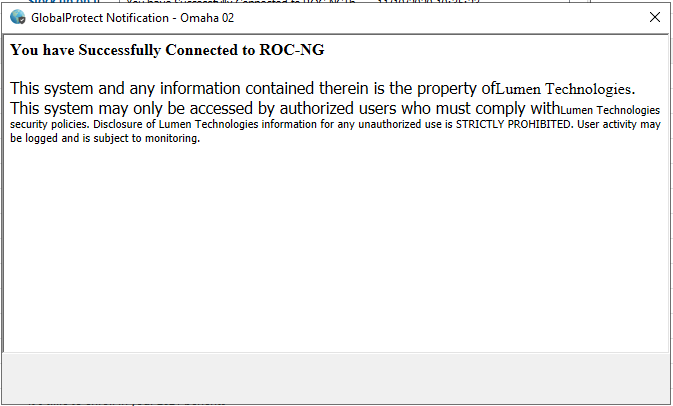 GlobalProtect Notification - Omaha 02
You have Successfully Connected to ROC-NG
This system and any information contained therein is the property ofLumen Technologies.
This system may only be accessed by authorized users who must comply withLumen Technologies
security policies. Disclosure of Lumen Technologies information for any unauthorized use is STRICTLY PROHIBITED. User activity may
be logged and is subject to monitoring.